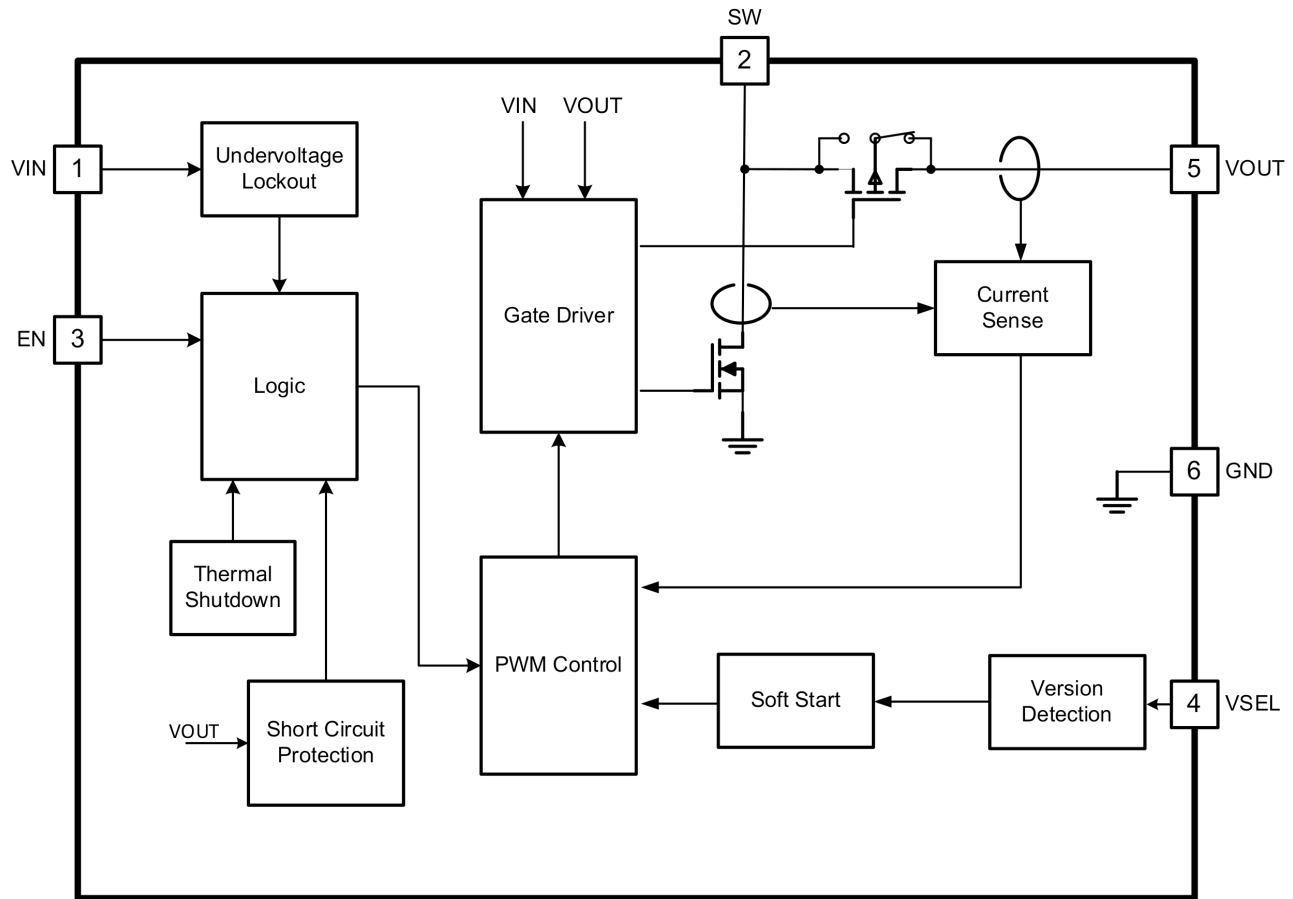 SW
2
VIN
VOUT
VIN
1
Undervoltage
Lockout
5
VOUT
EN
3
Logic
Gate Driver
Current
Sense
6
GND
Thermal
Shutdown
PWM Control
Soft Start
Version
Detection
4
VSEL
VOUT
Short Circuit
Protection